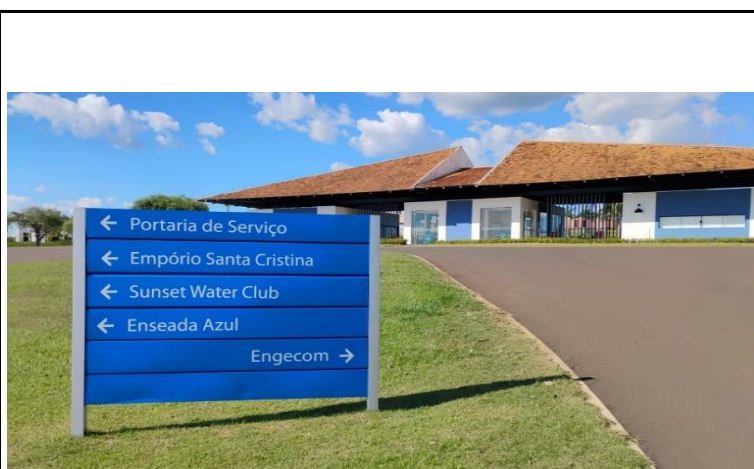 ← Portaria de Serviço
← Empório Santa Cristina
← Sunset Water Club
← Enseada Azul
Engecom →